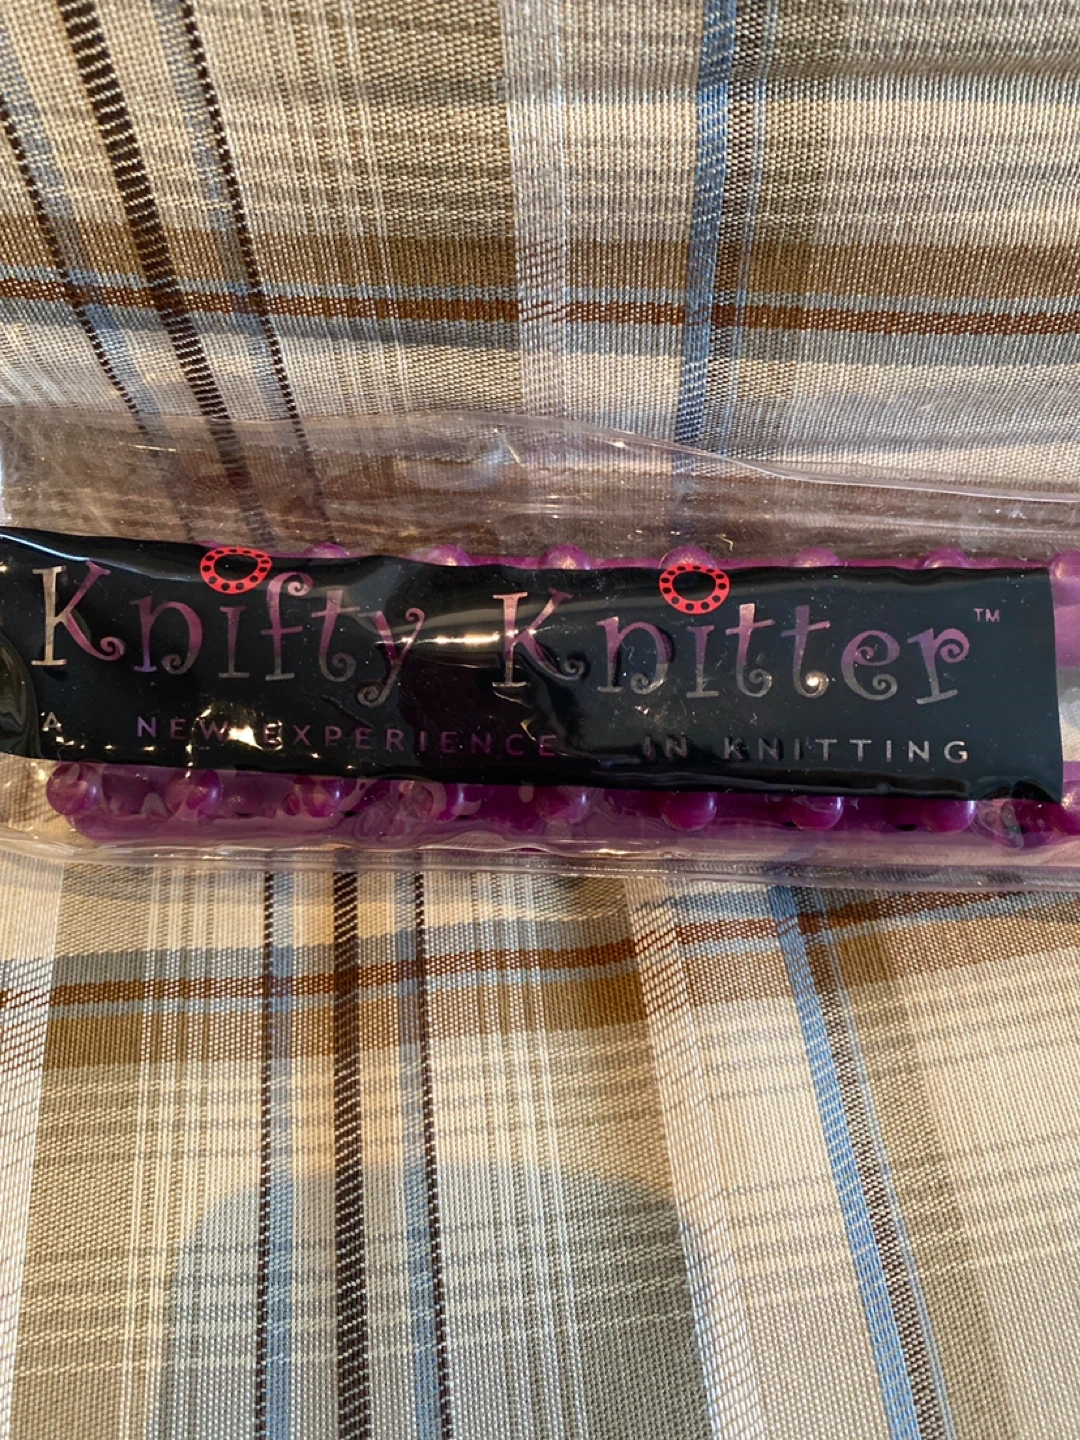 Knifty Knitter™
A NEW EXPERIENCE IN KNITTING